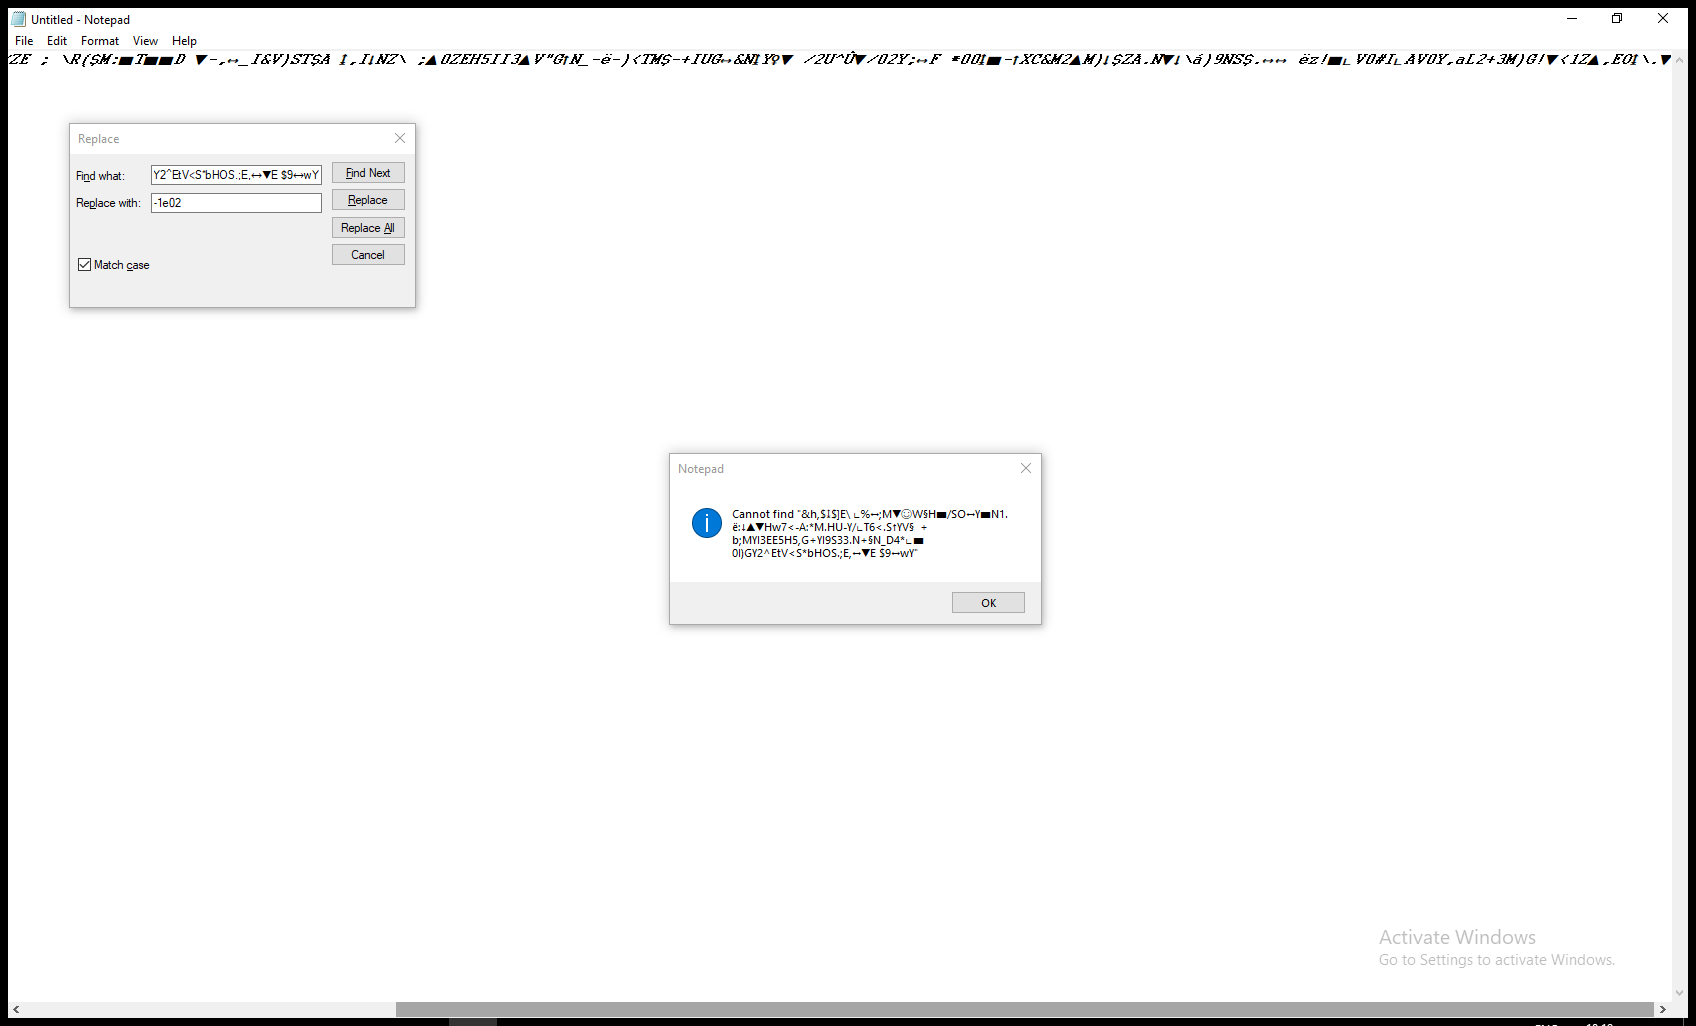 Untitled - Notepad
File Edit Format View Help
ZE ; \R{$M:■T■■D ▼-,↔_I&V)ST$A ↨,I↓NZ\ ;▲0ZEH5II3▲V"G↑N_-ë-)<TM$-+IUG↔&N↨Y♀▼ /2U^Û▼/02Y;↔F *00↨■-↑XC&M2▲M)↓$ZA.N▼↓\á)9NS$.↔↔ ëz!■∟V0#I∟AV0Y,aL2+3M)G!▼<1Z▲,E0↨\.▼
Replace
Find what: Y2^EtV<S*bHOS.;E,↔▼E $9↔wY Find Next
Replace with: -1e02 Replace
Replace All
Cancel
Match case
Notepad
Cannot find "&h,$↨$]E\∟%↔;M▼☺W§H■/SO↔Y■N1.
ë:↓▲▼Hw7<-A:*M.HU-Y/∟T6<.S↑YV§ +
b;MYI3EE5H5,G+YI9S33.N+§N_D4*∟■
0I)GY2^EtV<S*bHOS.;E,↔▼E $9↔wY"
OK
Activate Windows
Go to Settings to activate Windows.